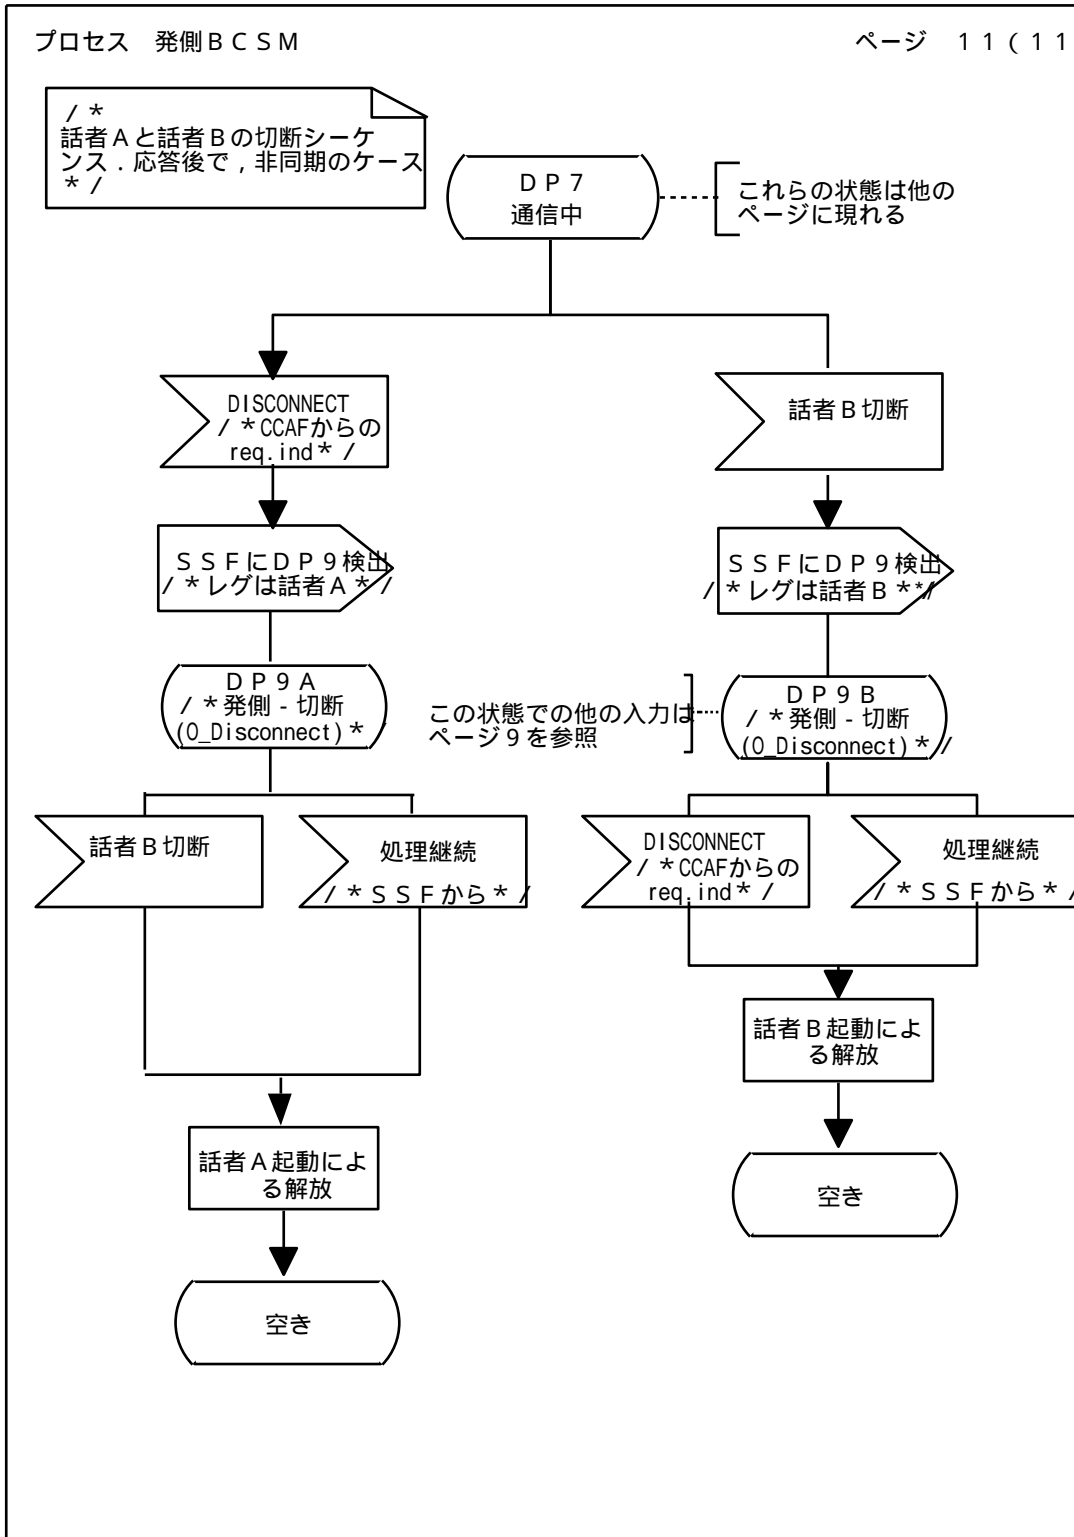 プロセス　発側ＢＣＳＭ
ページ　１１(１１
/ *
話者Ａと話者Ｂの切断シーケ
ンス．応答後で，非同期のケース
* /
ＤＰ７
通信中
これらの状態は他の
ページに現れる
DISCONNECT
/ *CCAFからの
req.ind* /
話者Ｂ切断
ＳＳＦにＤＰ９検出
/ *レグは話者Ａ* /
ＳＳＦにＤＰ９検出
/ *レグは話者Ｂ**/
ＤＰ９Ａ
/ *発側 - 切断
(O_Disconnect) *
この状態での他の入力は
ページ９を参照
ＤＰ９Ｂ
/ *発側 - 切断
(O_Disconnect) * /
話者Ｂ切断
処理継続
/ *ＳＳＦから* /
DISCONNECT
/ *CCAFからの
req.ind* /
処理継続
/ *ＳＳＦから* /
話者Ｂ起動によ
る解放
話者Ａ起動によ
る解放
空き
空き